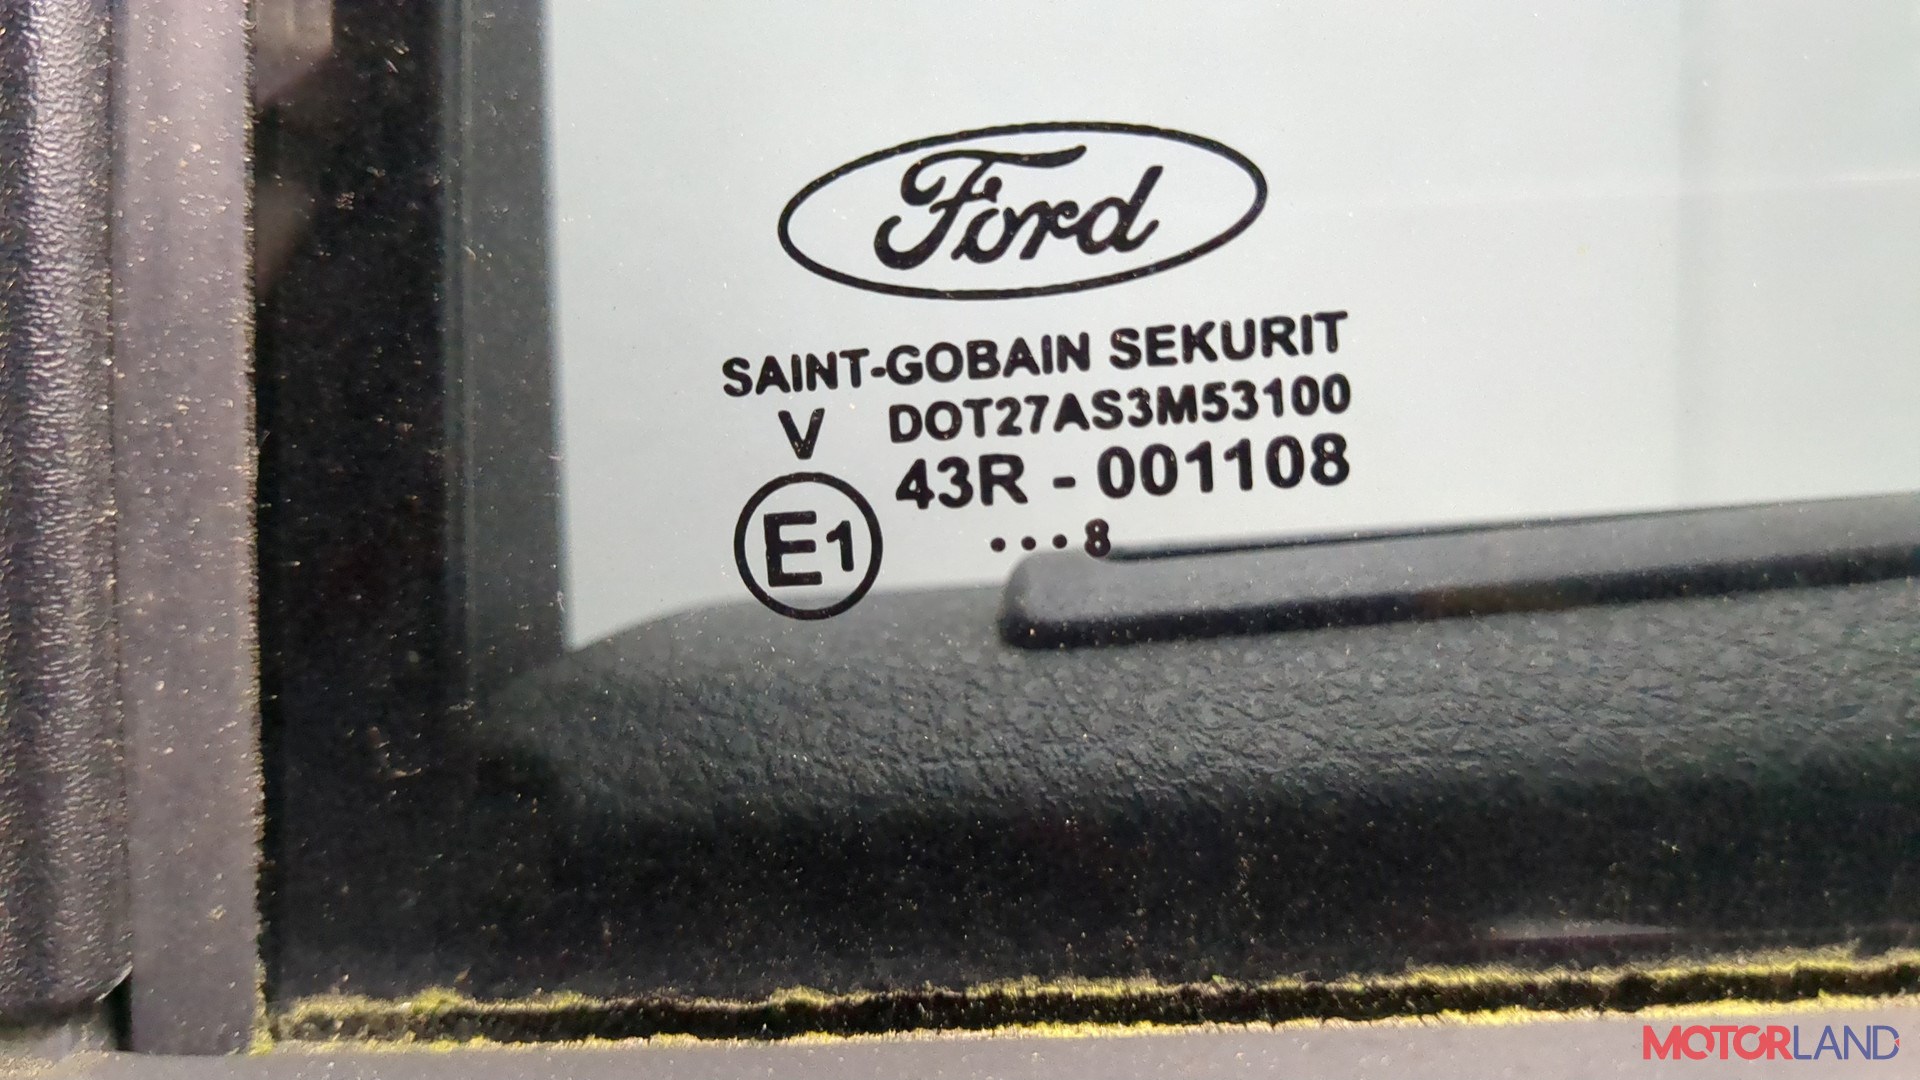 Ford
SAINT-GOBAIN SEKURIT
V DOT27AS3M53100
43R - 001108
E1 •••8
MOTORLAND